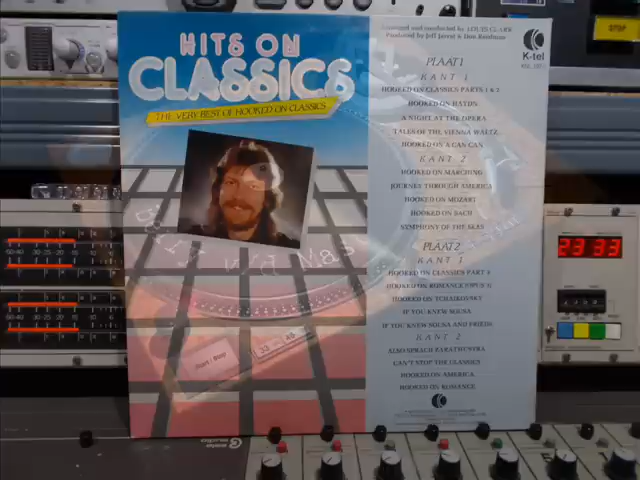 HITS ON
CLASSICS
THE VERY BEST OF HOOKED ON CLASSICS
Arranged and conducted by LOUIS CLARK
Produced by Jeff Jarratt & Don Reedman
K-tel
PLAAT 1
KANT 1
HOOKED ON CLASSICS PARTS 1 & 2
HOOKED ON HAYDN
A NIGHT AT THE OPERA
TALES OF THE VIENNA WALTZ
HOOKED ON A CAN CAN
KANT 2
HOOKED ON MARCHING
JOURNEY THROUGH AMERICA
HOOKED ON MOZART
HOOKED ON BACH
SYMPHONY OF THE SEAS
PLAAT 2
KANT 1
HOOKED ON CLASSICS PART 3
HOOKED ON ROMANCE
HOOKED ON TCHAIKOVSKY
IF YOU KNEW SOUSA
IF YOU KNEW SOUSA AND FRIENDS
KANT 2
ALSO SPRACH ZARATHUSTRA
CAN'T STOP THE CLASSICS
HOOKED ON AMERICA
HOOKED ON ROMANCE
start / stop
33
45
STOP
23 33